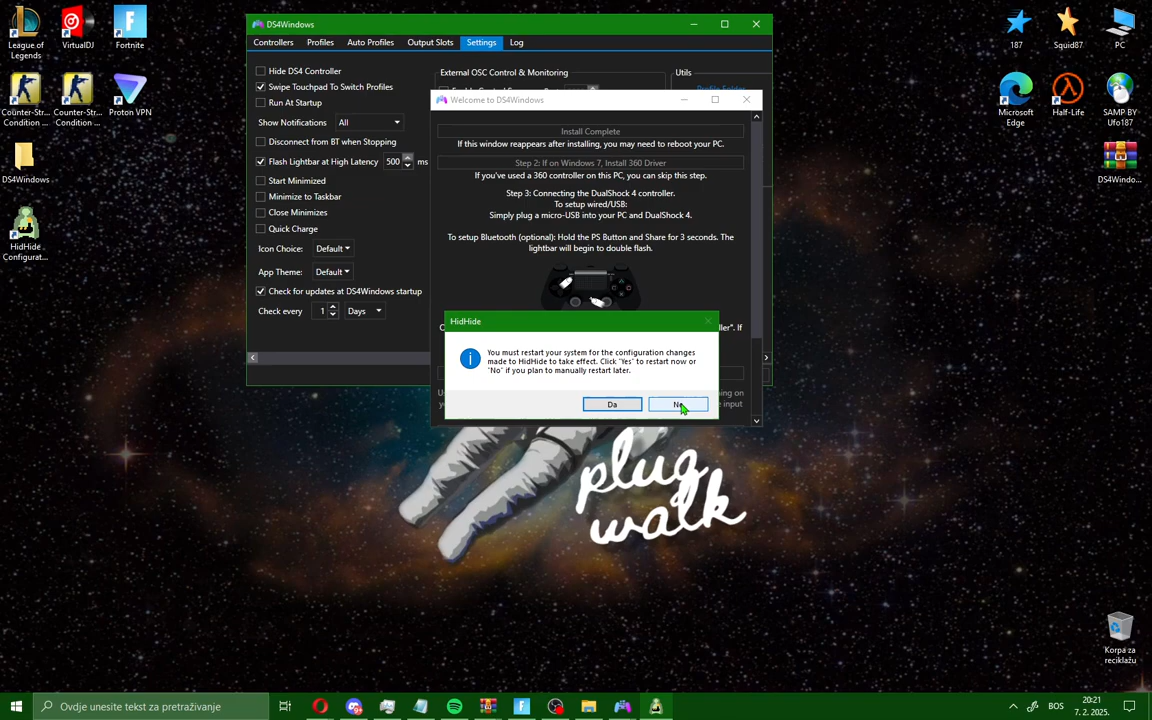 League of
Legends
VirtualDJ
Fortnite
Counter-Str...
Condition ...
Counter-Str...
Condition ...
Proton VPN
DS4Windows
HidHide
Configurat...
187
Squid87
PC
Microsoft
Edge
Half-Life
SAMP BY
Ufo187
DS4Windo...
Korpa za
reciklažu
DS4Windows
Controllers
Profiles
Auto Profiles
Output Slots
Settings
Log
Hide DS4 Controller
Swipe Touchpad To Switch Profiles
Run At Startup
Show Notifications
All
Disconnect from BT when Stopping
Flash Lightbar at High Latency
500
ms
Start Minimized
Minimize to Taskbar
Close Minimizes
Quick Charge
Icon Choice:
Default
App Theme:
Default
Check for updates at DS4Windows startup
Check every
1
Days
External OSC Control & Monitoring
Utils
Welcome to DS4Windows
Install Complete
If this window reappears after installing, you may need to reboot your PC.
Step 2: If on Windows 7, Install 360 Driver
If you've used a 360 controller on this PC, you can skip this step.
Step 3: Connecting the DualShock 4 controller.
To setup wired/USB:
Simply plug a micro-USB into your PC and DualShock 4.
To setup Bluetooth (optional): Hold the PS Button and Share for 3 seconds. The
lightbar will begin to double flash.
ller". If
HidHide
You must restart your system for the configuration changes
made to HidHide to take effect. Click "Yes" to restart now or
"No" if you plan to manually restart later.
Da
Ne
ning on
e input
plug
walk
Ovdje unesite tekst za pretraživanje
BOS
20:21
7. 2. 2025.